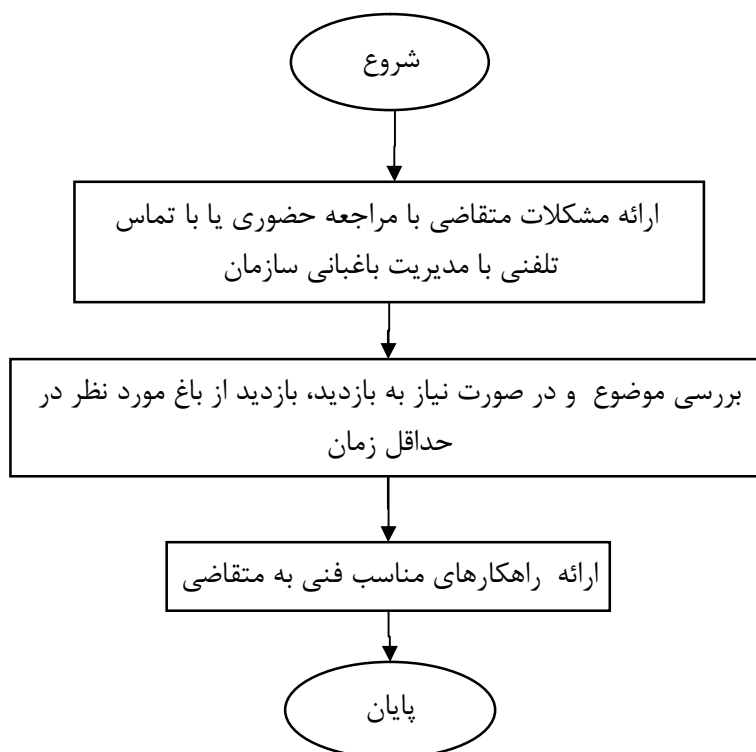 شروع
ارائه مشکلات متقاضی با مراجعه حضوری یا با تماس
تلفنی با مدیریت باغبانی سازمان
بررسی موضوع و در صورت نیاز به بازدید، بازدید از باغ مورد نظر در
حداقل زمان
ارائه راهکارهای مناسب فنی به متقاضی
پایان